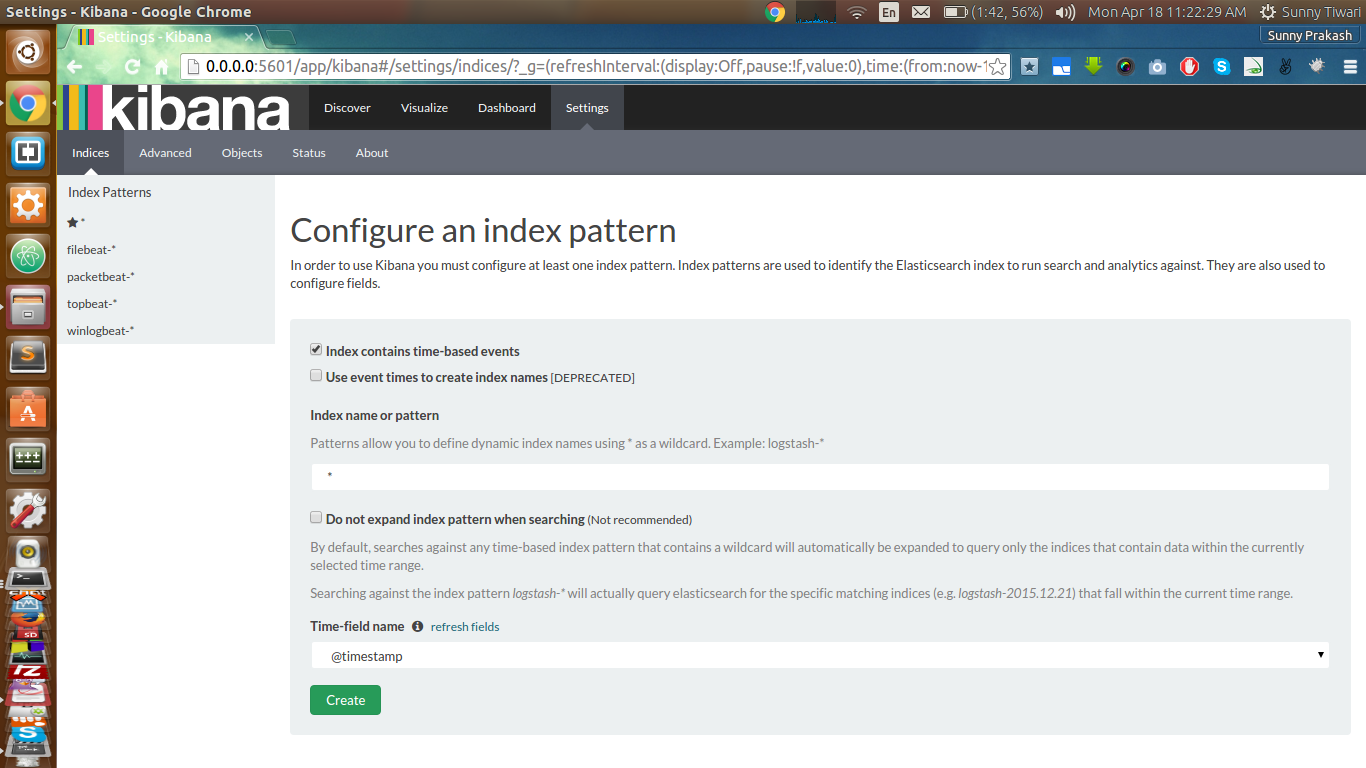 Settings - Kibana - Google Chrome
En
(1:42, 56%)
Mon Apr 18 11:22:29 AM
Sunny Tiwari
Settings - Kibana
Sunny Prakash
0.0.0.0:5601/app/kibana#/settings/indices/?_g=(refreshInterval:(display:Off,pause:!f,value:0),time:(from:now-1
kibana
Discover
Visualize
Dashboard
Settings
Indices
Advanced
Objects
Status
About
Index Patterns
★ *
filebeat-*
packetbeat-*
topbeat-*
winlogbeat-*
Configure an index pattern
In order to use Kibana you must configure at least one index pattern. Index patterns are used to identify the Elasticsearch index to run search and analytics against. They are also used to
configure fields.
Index contains time-based events
Use event times to create index names [DEPRECATED]
Index name or pattern
Patterns allow you to define dynamic index names using * as a wildcard. Example: logstash-*
*
Do not expand index pattern when searching (Not recommended)
By default, searches against any time-based index pattern that contains a wildcard will automatically be expanded to query only the indices that contain data within the currently
selected time range.
Searching against the index pattern logstash-* will actually query elasticsearch for the specific matching indices (e.g. logstash-2015.12.21) that fall within the current time range.
Time-field name refresh fields
@timestamp
Create